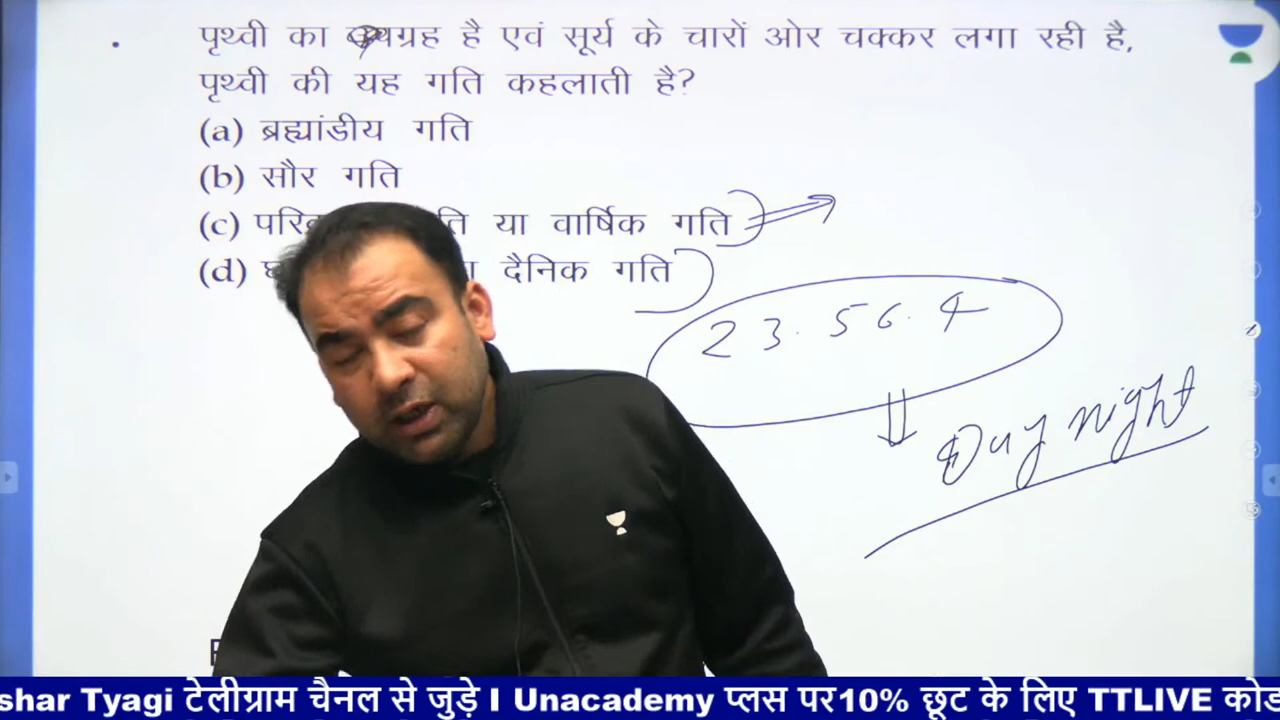 पृथ्वी का उपग्रह है एवं सूर्य के चारों ओर चक्कर लगा रही है,
पृथ्वी की यह गति कहलाती है?
(a) ब्रह्यांडीय गति
(b) सौर गति
(c) गति या वार्षिक गति
(d) दैनिक गति
23.56.4
Day night
shar Tyagi टेलीग्राम चैनल से जुड़े I Unacademy प्लस पर10% छूट के लिए TTLIVE कोड